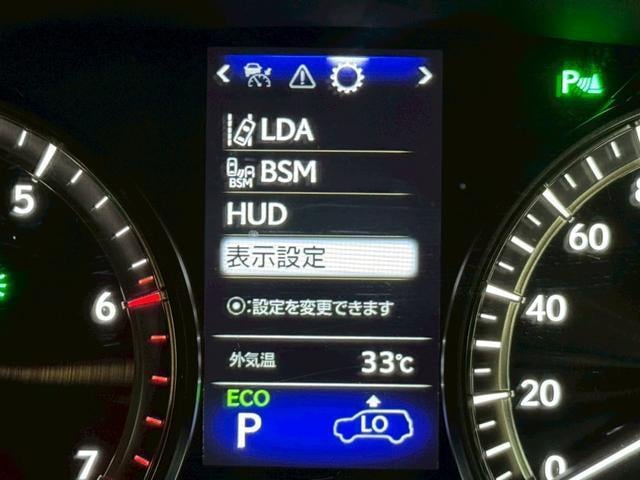 LDA
BSM BSM
HUD
表示設定
⦿:設定を変更できます
外気温 33℃
ECO
P LO
P
5
6
7
60
40
20
0